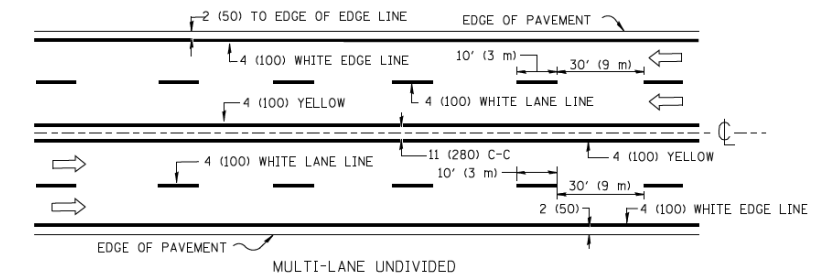 2 (50) TO EDGE OF EDGE LINE
EDGE OF PAVEMENT
4 (100) WHITE EDGE LINE
10' (3 m)
30' (9 m)
4 (100) YELLOW
4 (100) WHITE LANE LINE
℄
4 (100) WHITE LANE LINE
11 (280) C-C
4 (100) YELLOW
10' (3 m)
30' (9 m)
2 (50)
4 (100) WHITE EDGE LINE
EDGE OF PAVEMENT
MULTI-LANE UNDIVIDED